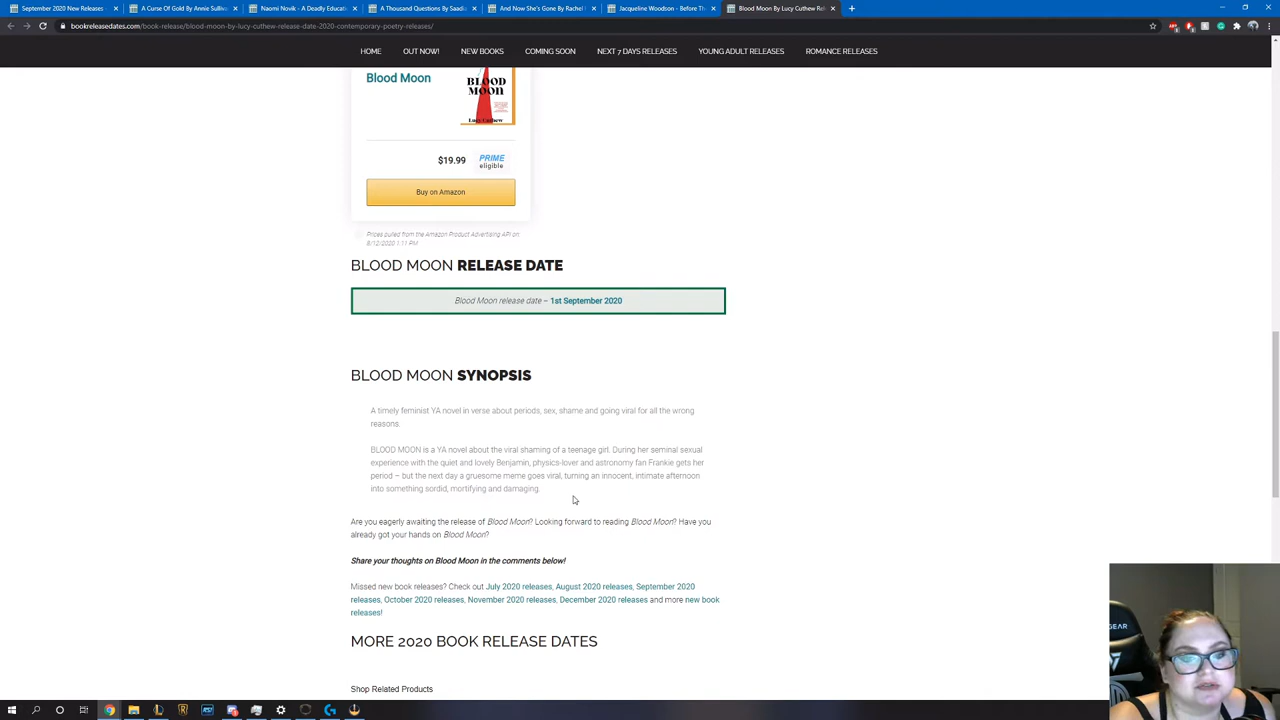 September 2020 New Releases -
A Curse Of Gold By Annie Sulliva
Naomi Novik - A Deadly Educati
A Thousand Questions By Saadi
And Now She's Gone By Rachel
Jacqueline Woodson - Before Th
Blood Moon By Lucy Cuthew Rele
bookreleasedates.com/book-release/blood-moon-by-lucy-cuthew-release-date-2020-contemporary-poetry-releases/
HOME OUT NOW! NEW BOOKS COMING SOON NEXT 7 DAYS RELEASES YOUNG ADULT RELEASES ROMANCE RELEASES
Blood Moon
BLOOD
MOON
Lucy Cuthew
$19.99
PRIME
eligible
Buy on Amazon
Prices pulled from the Amazon Product Advertising API on
8/12/2020 1:11 PM
BLOOD MOON RELEASE DATE
Blood Moon release date – 1st September 2020
BLOOD MOON SYNOPSIS
A timely feminist YA novel in verse about periods, sex, shame and going viral for all the wrong
reasons.
BLOOD MOON is a YA novel about the viral shaming of a teenage girl. During her seminal sexual
experience with the quiet and lovely Benjamin, physics-lover and astronomy fan Frankie gets her
period – but the next day a gruesome meme goes viral, turning an innocent, intimate afternoon
into something sordid, mortifying and damaging.
Are you eagerly awaiting the release of Blood Moon? Looking forward to reading Blood Moon? Have you
already got your hands on Blood Moon?
Share your thoughts on Blood Moon in the comments below!
Missed new book releases? Check out July 2020 releases, August 2020 releases, September 2020
releases, October 2020 releases, November 2020 releases, December 2020 releases and more new book
releases!
GEAR
MORE 2020 BOOK RELEASE DATES
Shop Related Products